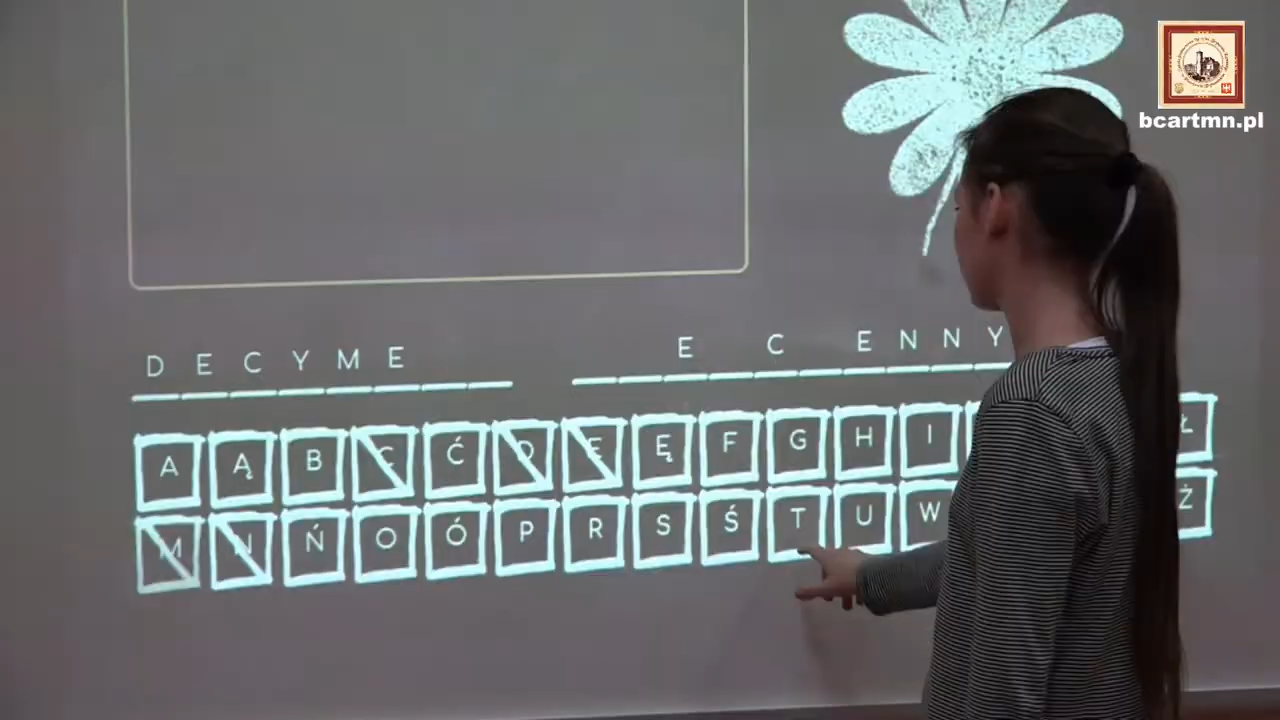 bcartmn.pl
D E C Y M E _ _ _ _ E _ C _ E N N Y
A Ą B C Ć D E Ę F G H I Ł
M N Ń O Ó P R S Ś T U W Ż